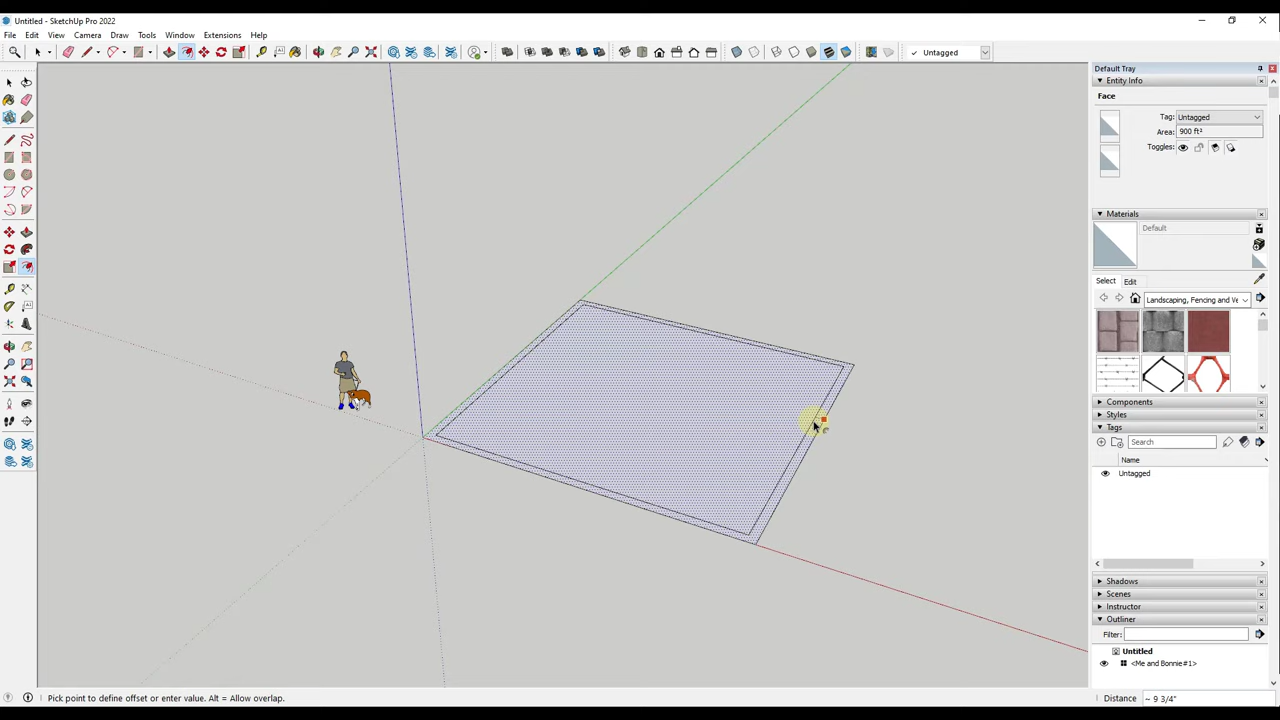 Untitled - SketchUp Pro 2022
File Edit View Camera Draw Tools Window Extensions Help
Untagged
Default Tray
Entity Info
Face
Tag: Untagged
Area: 900 ft²
Toggles:
Materials
Default
Select Edit
Landscaping, Fencing and Ve
Components
Styles
Tags
Search
Name
Untagged
Shadows
Scenes
Instructor
Outliner
Filter:
Untitled
<Me and Bonnie#1>
Pick point to define offset or enter value. Alt = Allow overlap.
Distance ~ 9 3/4"